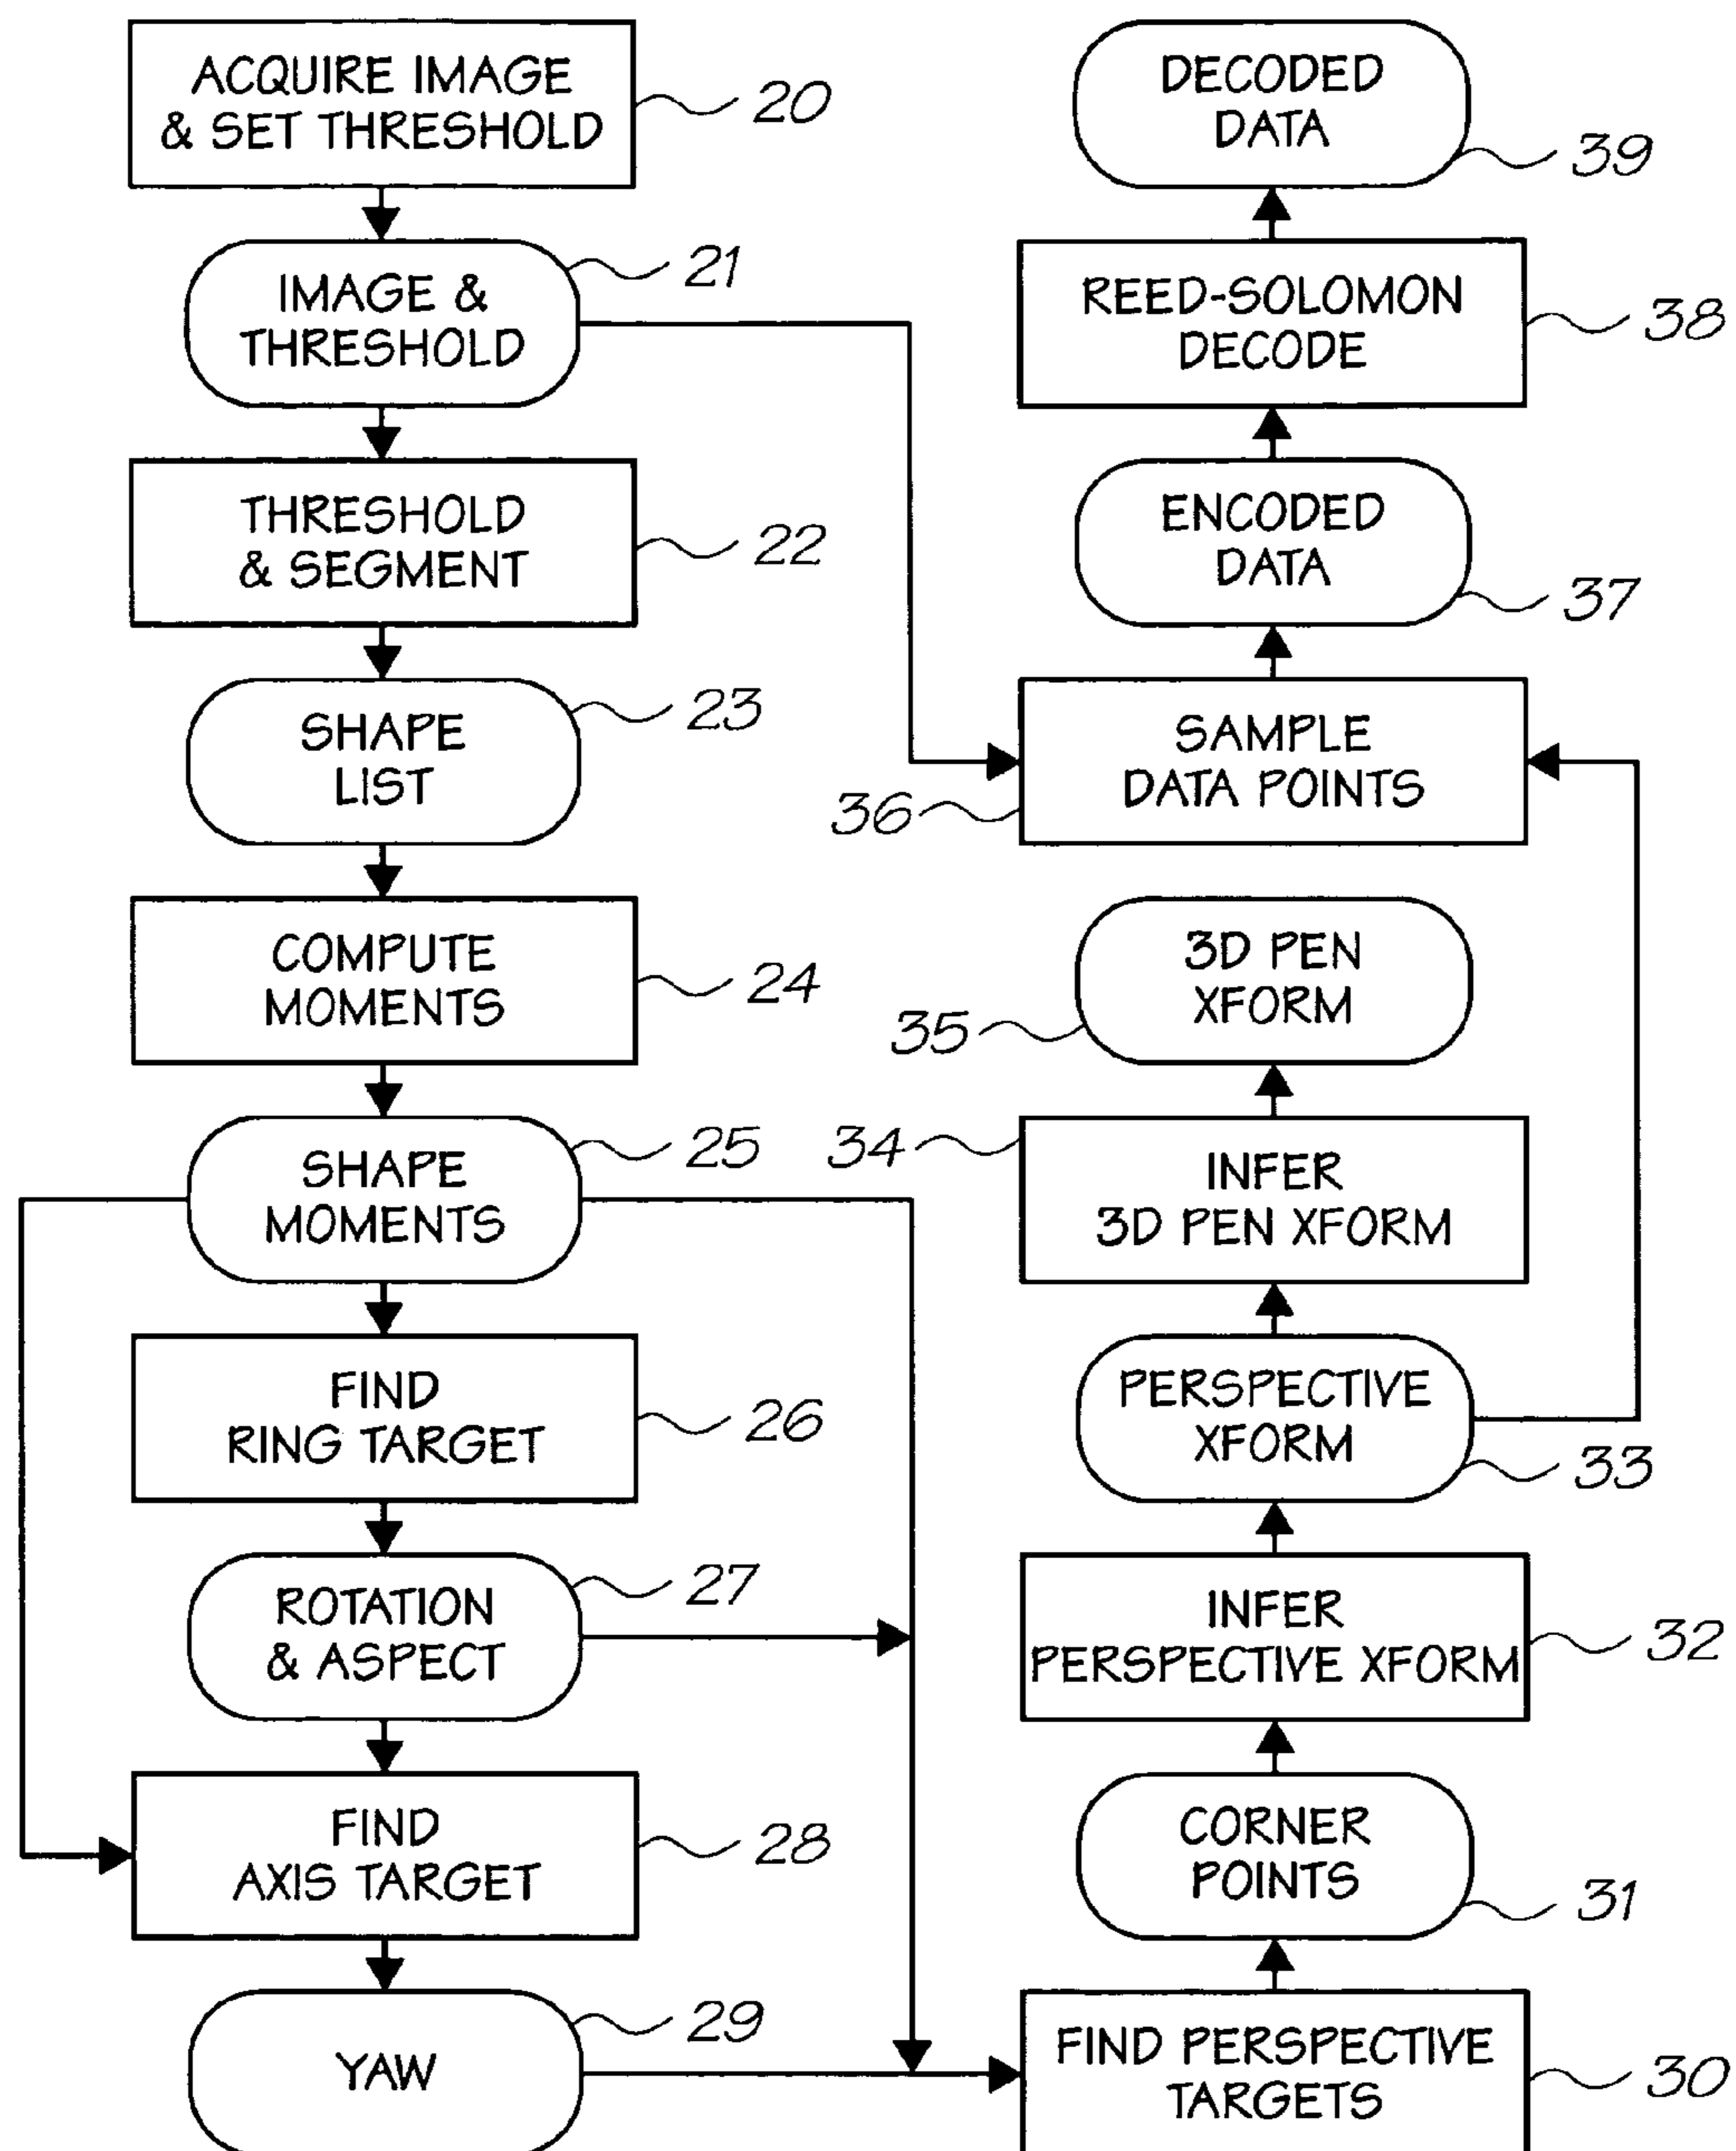 ACQUIRE IMAGE
& SET THRESHOLD
20
IMAGE &
THRESHOLD
21
THRESHOLD
& SEGMENT
22
SHAPE
LIST
23
COMPUTE
MOMENTS
24
SHAPE
MOMENTS
25
FIND
RING TARGET
26
ROTATION
& ASPECT
27
FIND
AXIS TARGET
28
YAW
29
DECODED
DATA
39
REED-SOLOMON
DECODE
38
ENCODED
DATA
37
SAMPLE
DATA POINTS
36
3D PEN
XFORM
35
34
INFER
3D PEN XFORM
PERSPECTIVE
XFORM
33
INFER
PERSPECTIVE XFORM
32
CORNER
POINTS
31
FIND PERSPECTIVE
TARGETS
30